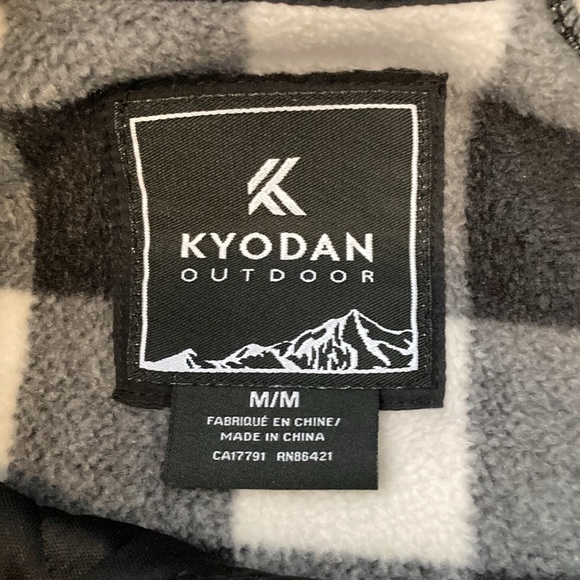 KYODAN
OUTDOOR
M/M
FABRIQUÉ EN CHINE/
MADE IN CHINA
CA17791 RN86421